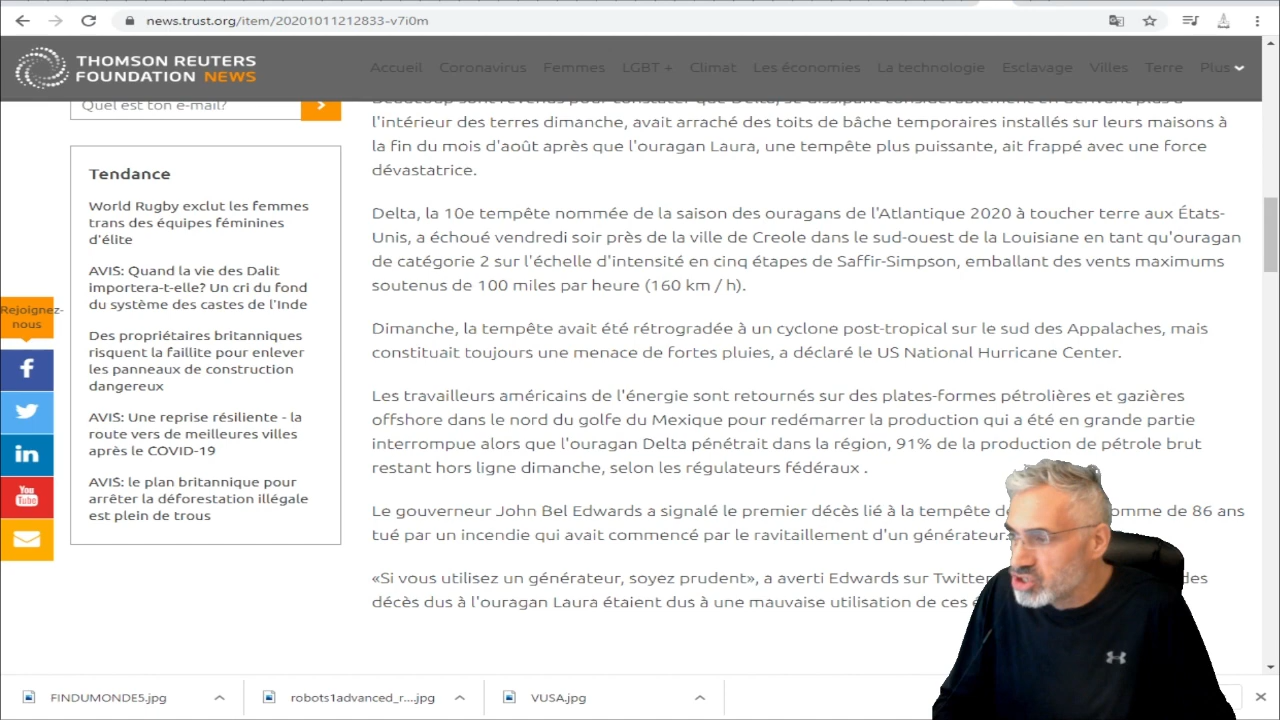 news.trust.org/item/20201011212833-v7i0m
THOMSON REUTERS
FOUNDATION NEWS
Accueil Coronavirus Femmes LGBT + Climat Les économies La technologie Esclavage Villes Terre Plus
Quel est ton e-mail?
Tendance
World Rugby exclut les femmes
trans des équipes féminines
d'élite
AVIS: Quand la vie des Dalit
importera-t-elle? Un cri du fond
du système des castes de l'Inde
Des propriétaires britanniques
risquent la faillite pour enlever
les panneaux de construction
dangereux
AVIS: Une reprise résiliente - la
route vers de meilleures villes
après le COVID-19
AVIS: le plan britannique pour
arrêter la déforestation illégale
est plein de trous
Rejoignez-
nous
You
Tube
Beaucoup sont revenus pour constater que Delta, se dissipant considérablement en dérivant plus à
l'intérieur des terres dimanche, avait arraché des toits de bâche temporaires installés sur leurs maisons à
la fin du mois d'août après que l'ouragan Laura, une tempête plus puissante, ait frappé avec une force
dévastatrice.
Delta, la 10e tempête nommée de la saison des ouragans de l'Atlantique 2020 à toucher terre aux États-
Unis, a échoué vendredi soir près de la ville de Creole dans le sud-ouest de la Louisiane en tant qu'ouragan
de catégorie 2 sur l'échelle d'intensité en cinq étapes de Saffir-Simpson, emballant des vents maximums
soutenus de 100 miles par heure (160 km / h).
Dimanche, la tempête avait été rétrogradée à un cyclone post-tropical sur le sud des Appalaches, mais
constituait toujours une menace de fortes pluies, a déclaré le US National Hurricane Center.
Les travailleurs américains de l'énergie sont retournés sur des plates-formes pétrolières et gazières
offshore dans le nord du golfe du Mexique pour redémarrer la production qui a été en grande partie
interrompue alors que l'ouragan Delta pénétrait dans la région, 91% de la production de pétrole brut
restant hors ligne dimanche, selon les régulateurs fédéraux .
Le gouverneur John Bel Edwards a signalé le premier décès lié à la tempête de 86 ans
tué par un incendie qui avait commencé par le ravitaillement d'un générateur
«Si vous utilisez un générateur, soyez prudent», a averti Edwards sur Twitter des
décès dus à l'ouragan Laura étaient dus à une mauvaise utilisation de ces
FINDUMONDE5.jpg robots1advanced_r....jpg VUSA.jpg